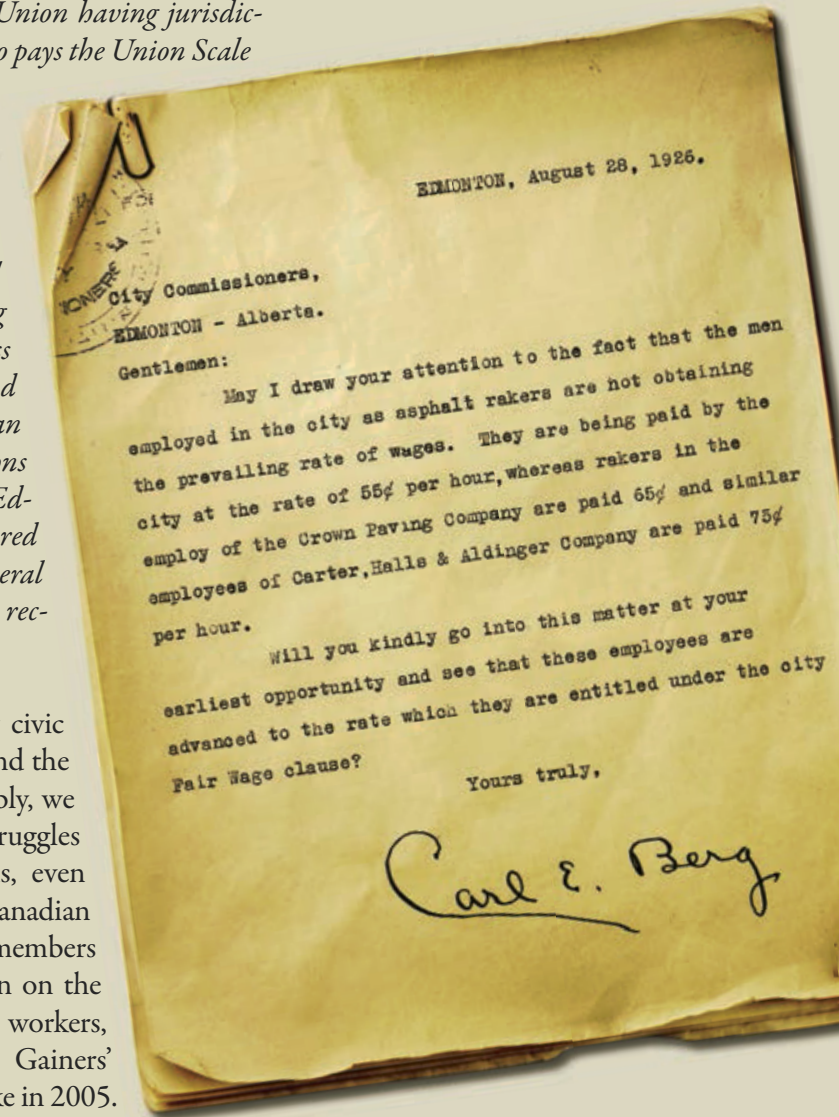 Union having jurisdic-
o pays the Union Scale
g
s
d
an
ons
Ed-
red
eral
rec-
civic
nd the
bly, we
ruggles
s, even
anadian
members
n on the
workers,
Gainers’
ke in 2005.
EDMONTON, August 28, 1926.
City Commissioners,
EDMONTON - Alberta.
Gentlemen:
May I draw your attention to the fact that the men
employed in the city as asphalt rakers are not obtaining
the prevailing rate of wages. They are being paid by the
city at the rate of 55¢ per hour,whereas rakers in the
employ of the Crown Paving Company are paid 65¢ and similar
employees of Carter,Halls & Aldinger Company are paid 75¢
per hour.
Will you kindly go into this matter at your
earliest opportunity and see that these employees are
advanced to the rate which they are entitled under the city
Fair Wage clause?
Yours truly,
Carl E. Berg